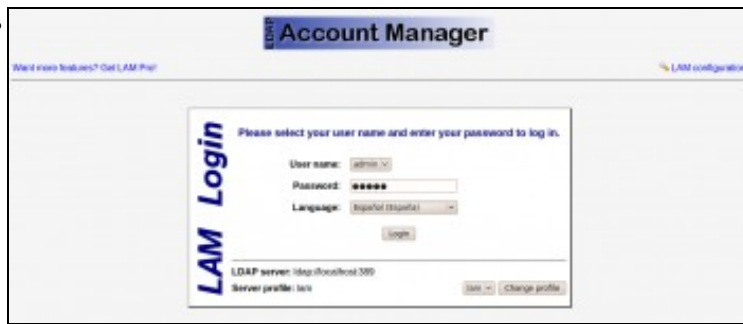 LDAP Account Manager
Want more features? Get LAM Pro!
LAM configuration
LAM Login
Please select your user name and enter your password to log in.
User name: admin
Password: ●●●●●
Language: Español (España)
Login
LDAP server: ldap://localhost:389
Server profile: lam
lam Change profile